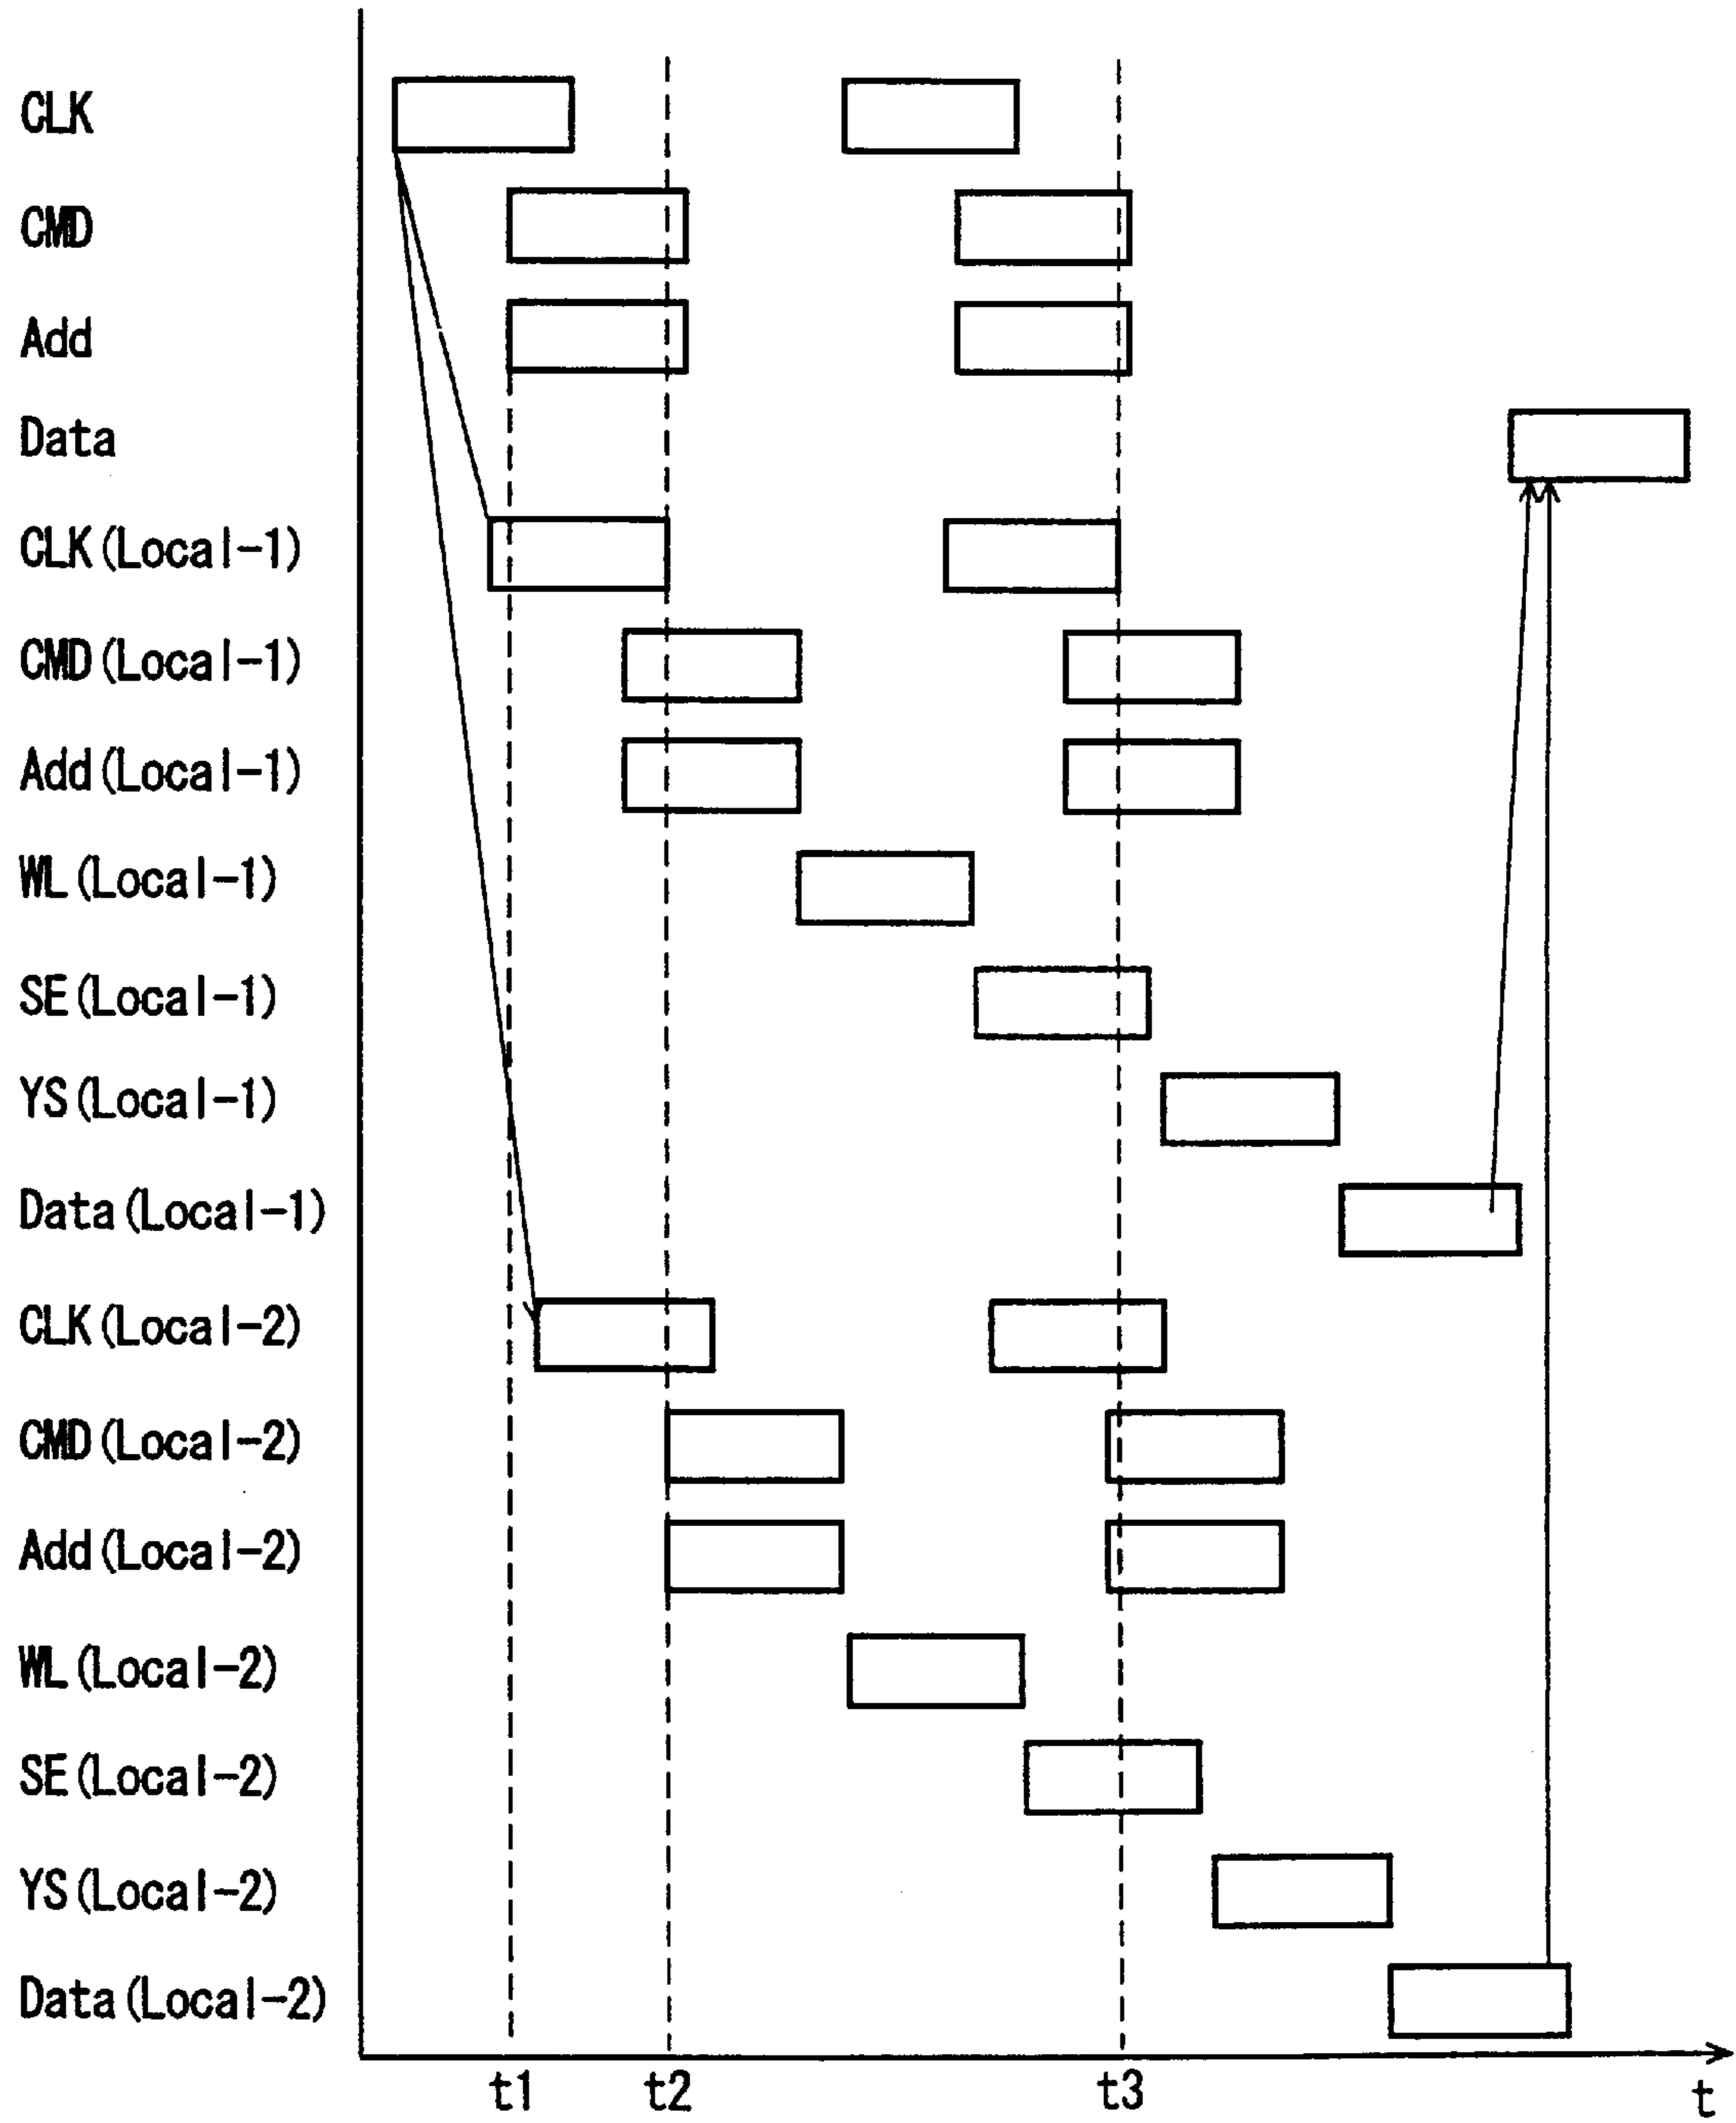 CLK
CMD
Add
Data
CLK(Local-1)
CMD(Local-1)
Add(Local-1)
WL(Local-1)
SE(Local-1)
YS(Local-1)
Data(Local-1)
CLK(Local-2)
CMD(Local-2)
Add(Local-2)
WL(Local-2)
SE(Local-2)
YS(Local-2)
Data(Local-2)
t1 t2 t3 t